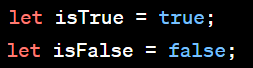 let isTrue = true;
let isFalse = false;